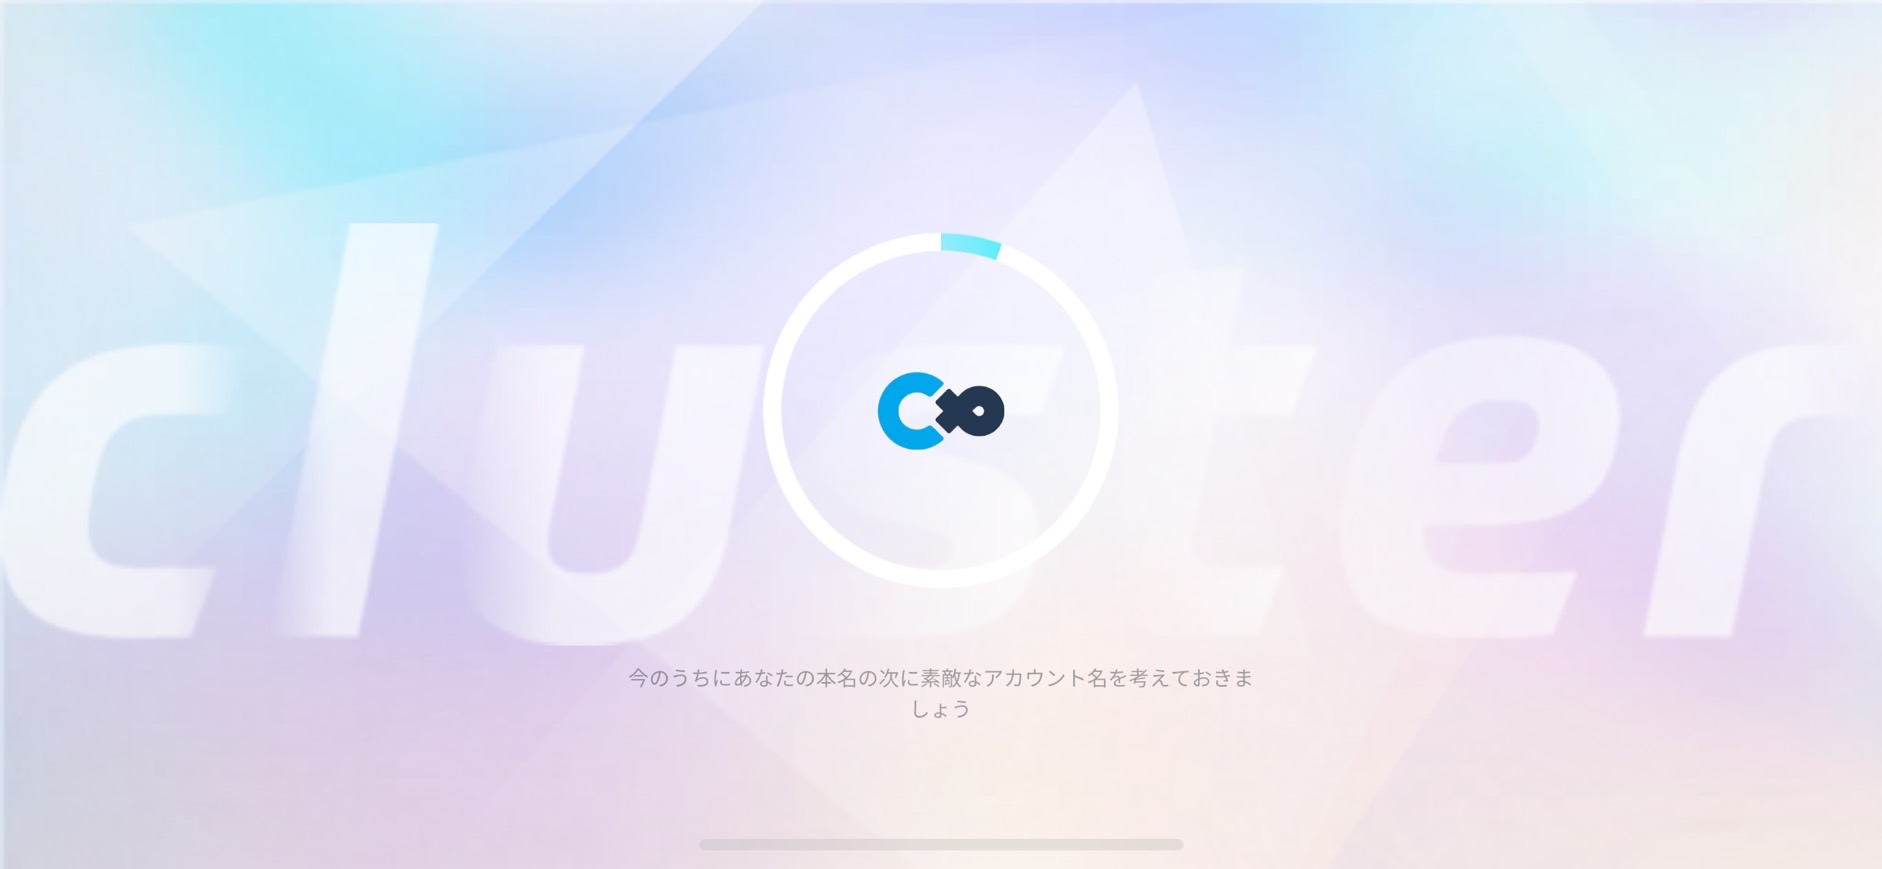 cluster
今のうちにあなたの本名の次に素敵なアカウント名を考えておきま
しょう